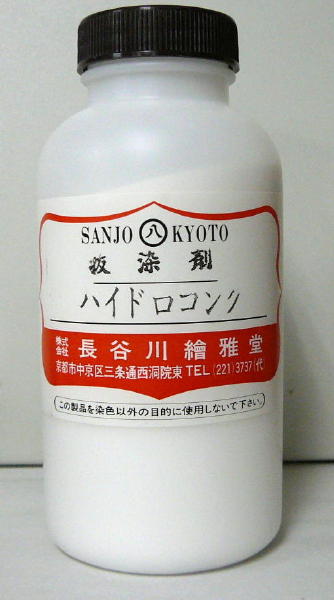 SANJO 八 KYOTO
抜染剤
ハイドロコンク
株式会社 長谷川繪雅堂
京都市中京区三条通西洞院東 TEL (221) 3737 (代)
この製品を染色以外の目的に使用しないで下さい。